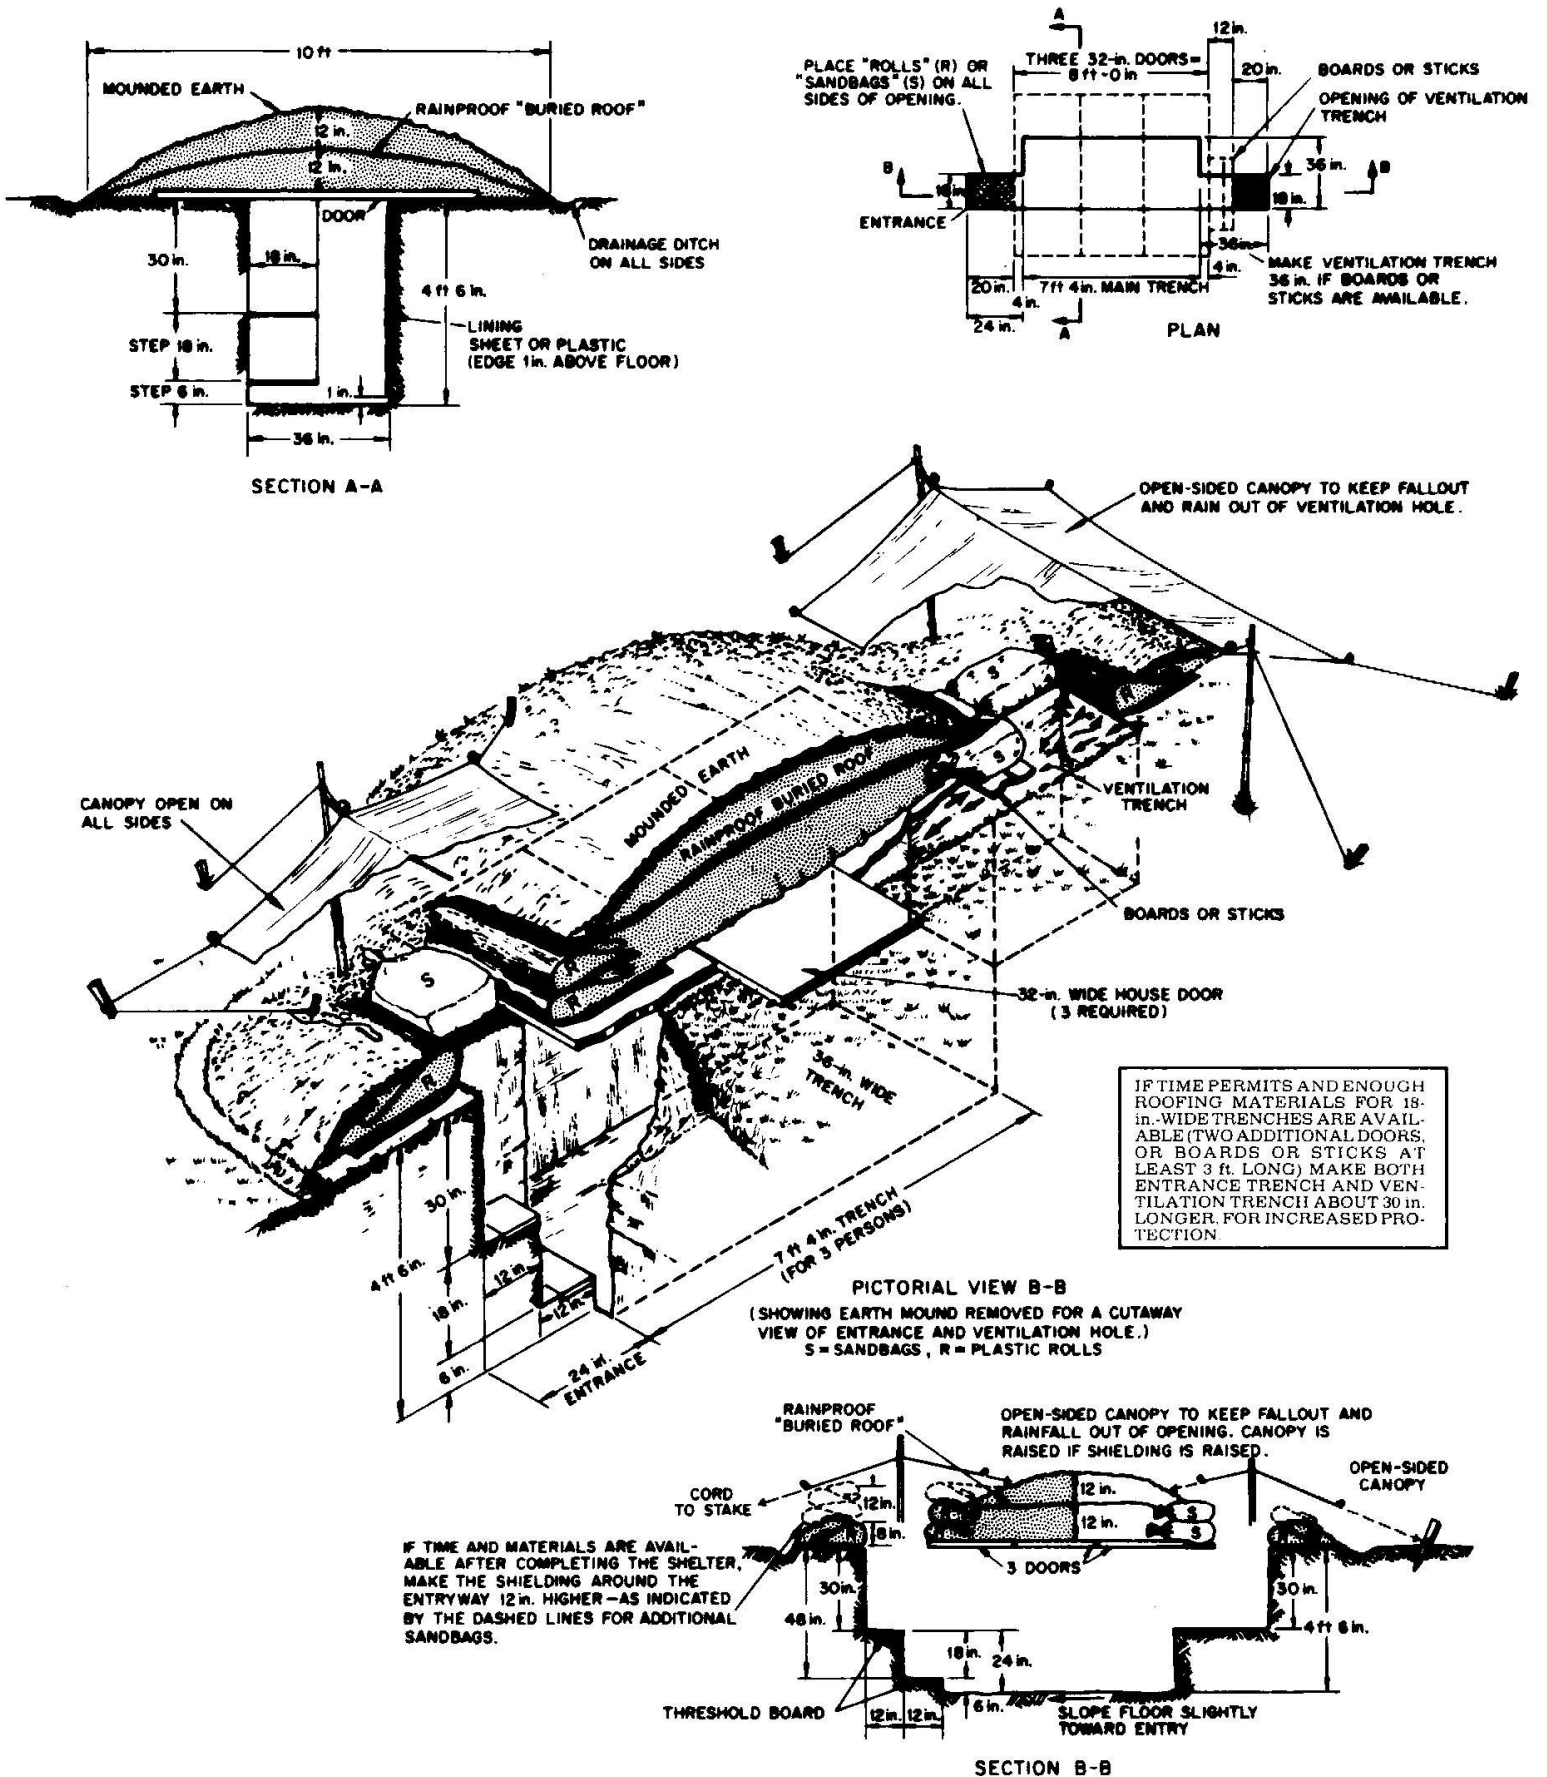 10 ft
MOUNDED EARTH
RAINPROOF "BURIED ROOF"
12 in.
12 in.
DOOR
DRAINAGE DITCH
ON ALL SIDES
30 in.
18 in.
4 ft 6 in.
LINING
SHEET OR PLASTIC
(EDGE 1 in. ABOVE FLOOR)
STEP 18 in.
STEP 6 in.
1 in.
36 in.
SECTION A-A
A
12 in.
PLACE "ROLLS" (R) OR
"SANDBAGS" (S) ON ALL
SIDES OF OPENING.
THREE 32-in. DOORS=
8 ft-0 in
20 in.
BOARDS OR STICKS
OPENING OF VENTILATION
TRENCH
B
18 in
36 in.
B
18 in.
ENTRANCE
36 in.
MAKE VENTILATION TRENCH
36 in. IF BOARDS OR
STICKS ARE AVAILABLE.
4 in.
20 in.
7 ft 4 in. MAIN TRENCH
4 in.
24 in.
A
PLAN
OPEN-SIDED CANOPY TO KEEP FALLOUT
AND RAIN OUT OF VENTILATION HOLE.
S
R
S
MOUNDED EARTH
RAINPROOF BURIED ROOF
VENTILATION
TRENCH
CANOPY OPEN ON
ALL SIDES
BOARDS OR STICKS
R
S
R
32-in. WIDE HOUSE DOOR
(3 REQUIRED)
36-in. WIDE
TRENCH
R
IF TIME PERMITS AND ENOUGH
ROOFING MATERIALS FOR 18-
in.-WIDE TRENCHES ARE AVAIL-
ABLE (TWO ADDITIONAL DOORS,
OR BOARDS OR STICKS AT
LEAST 3 ft. LONG) MAKE BOTH
ENTRANCE TRENCH AND VEN-
TILATION TRENCH ABOUT 30 in.
LONGER, FOR INCREASED PRO-
TECTION.
30 in.
4 ft 6 in.
12 in.
18 in.
12 in.
6 in.
24 in.
ENTRANCE
7 ft 4 in. TRENCH
(FOR 3 PERSONS)
PICTORIAL VIEW B-B
(SHOWING EARTH MOUND REMOVED FOR A CUTAWAY
VIEW OF ENTRANCE AND VENTILATION HOLE.)
S = SANDBAGS, R = PLASTIC ROLLS
RAINPROOF
"BURIED ROOF"
OPEN-SIDED CANOPY TO KEEP FALLOUT AND
RAINFALL OUT OF OPENING. CANOPY IS
RAISED IF SHIELDING IS RAISED.
OPEN-SIDED
CANOPY
CORD
TO STAKE
12 in.
8 in.
12 in.
12 in.
S
S
3 DOORS
IF TIME AND MATERIALS ARE AVAIL-
ABLE AFTER COMPLETING THE SHELTER,
MAKE THE SHIELDING AROUND THE
ENTRYWAY 12 in. HIGHER-AS INDICATED
BY THE DASHED LINES FOR ADDITIONAL
SANDBAGS.
30 in.
48 in.
30 in.
4 ft 6 in.
18 in.
24 in.
6 in.
THRESHOLD BOARD
12 in.
12 in.
SLOPE FLOOR SLIGHTLY
TOWARD ENTRY
SECTION B-B